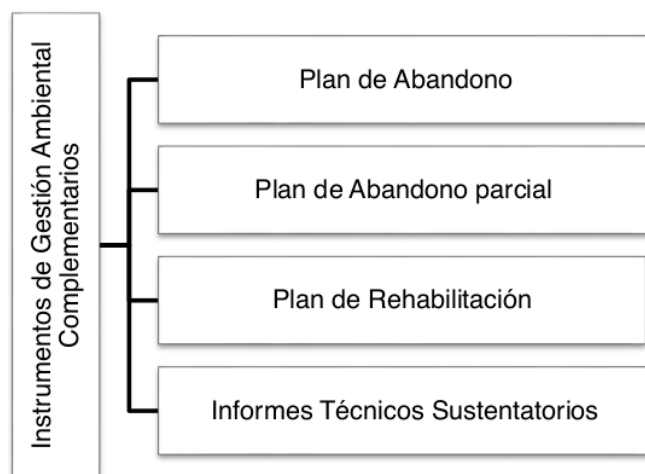 Instrumentos de Gestión Ambiental
Complementarios
Plan de Abandono
Plan de Abandono parcial
Plan de Rehabilitación
Informes Técnicos Sustentatorios